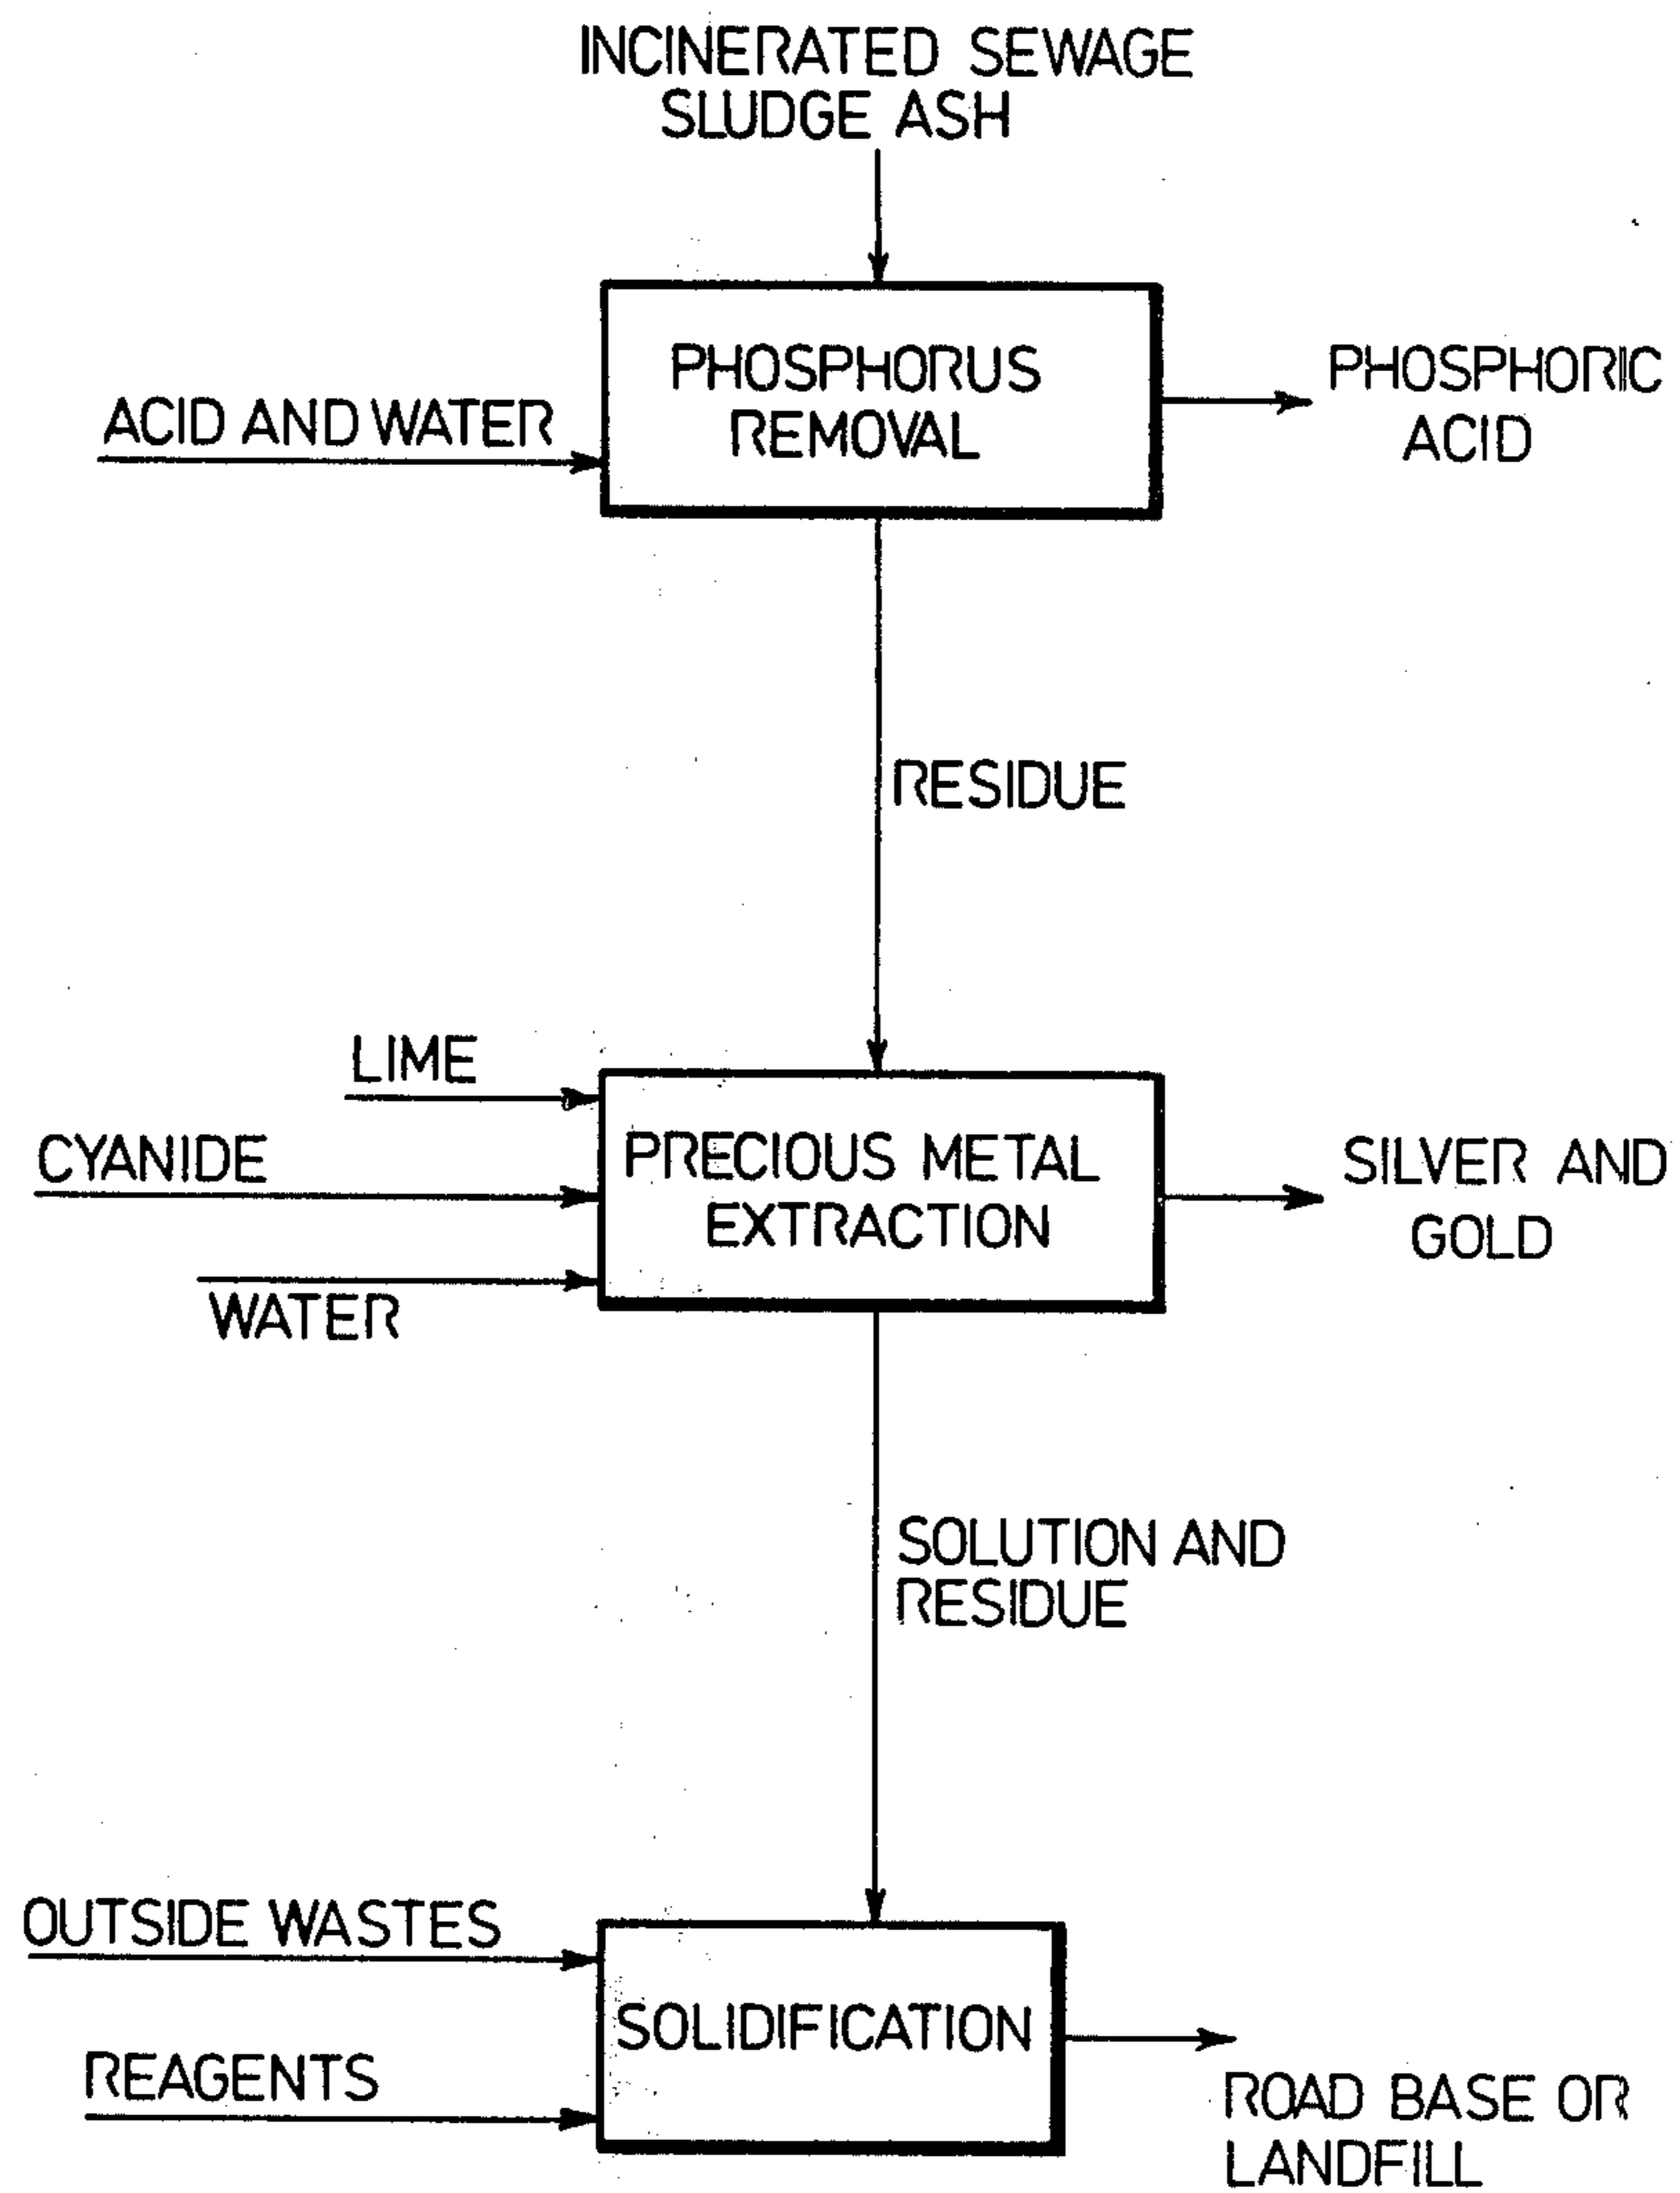 INCINERATED SEWAGE
SLUDGE ASH
PHOSPHORUS
REMOVAL
ACID AND WATER
PHOSPHORIC
ACID
RESIDUE
LIME
CYANIDE
WATER
PRECIOUS METAL
EXTRACTION
SILVER AND
GOLD
SOLUTION AND
RESIDUE
OUTSIDE WASTES
REAGENTS
SOLIDIFICATION
ROAD BASE OR
LANDFILL